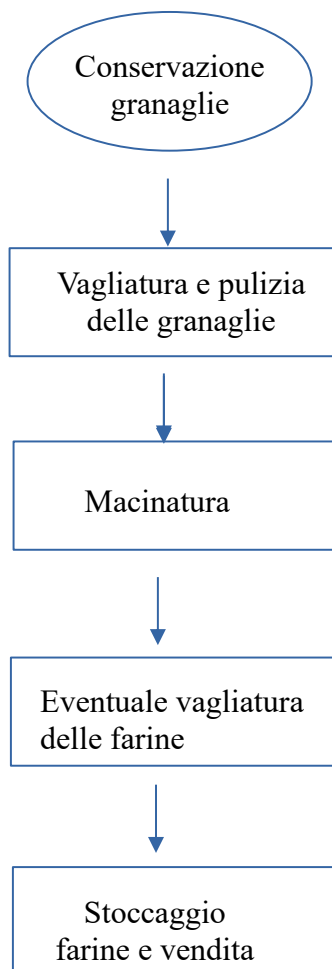 Conservazione
granaglie
Vagliatura e pulizia
delle granaglie
Macinatura
Eventuale vagliatura
delle farine
Stoccaggio
farine e vendita